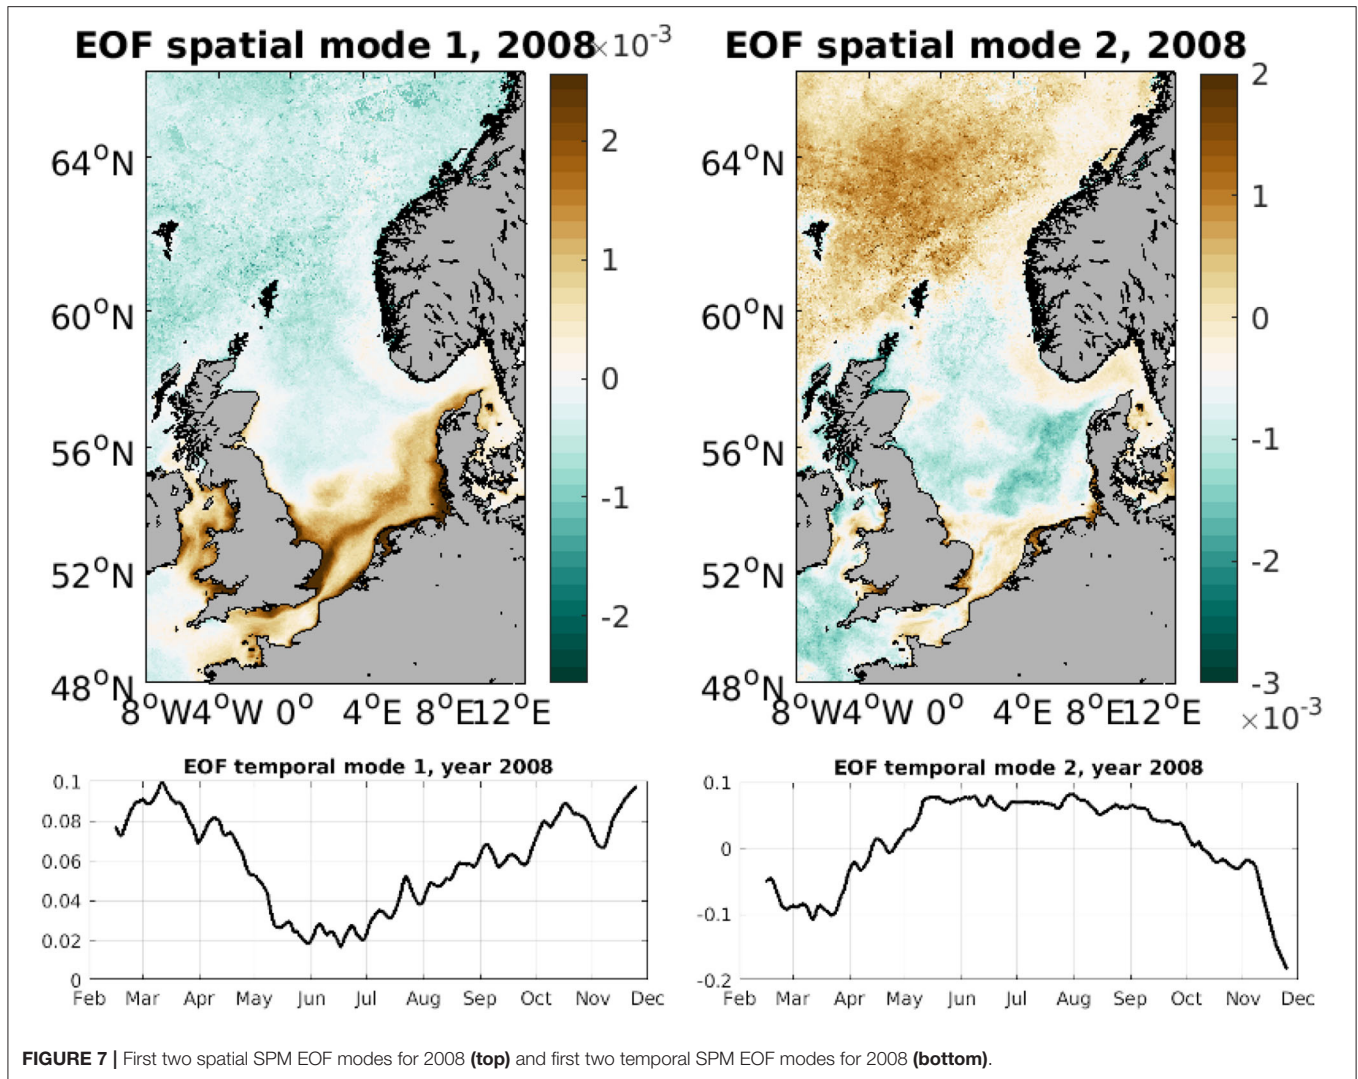 EOF spatial mode 1, 2008
×10⁻³
2
1
0
-1
-2
64°N
60°N
56°N
52°N
48°N
8°W 4°W 0° 4°E 8°E 12°E
EOF spatial mode 2, 2008
2
1
0
-1
-2
-3
×10⁻³
64°N
60°N
56°N
52°N
48°N
8°W 4°W 0° 4°E 8°E 12°E
EOF temporal mode 1, year 2008
0.1
0.08
0.06
0.04
0.02
0
Feb Mar Apr May Jun Jul Aug Sep Oct Nov Dec
EOF temporal mode 2, year 2008
0.1
0
-0.1
-0.2
Feb Mar Apr May Jun Jul Aug Sep Oct Nov Dec
FIGURE 7 | First two spatial SPM EOF modes for 2008 (top) and first two temporal SPM EOF modes for 2008 (bottom).